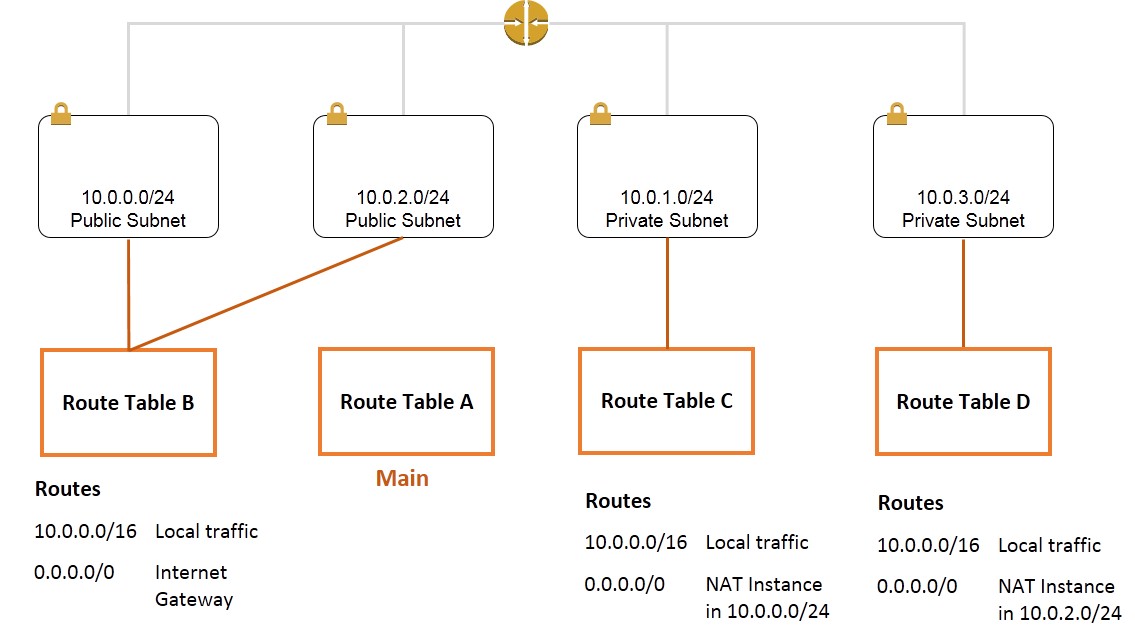 10.0.0.0/24
Public Subnet
10.0.2.0/24
Public Subnet
10.0.1.0/24
Private Subnet
10.0.3.0/24
Private Subnet
Route Table B
Route Table A
Route Table C
Route Table D
Main
Routes
10.0.0.0/16 Local traffic
0.0.0.0/0 Internet
Gateway
Routes
10.0.0.0/16 Local traffic
0.0.0.0/0 NAT Instance
in 10.0.0.0/24
Routes
10.0.0.0/16 Local traffic
0.0.0.0/0 NAT Instance
in 10.0.2.0/24